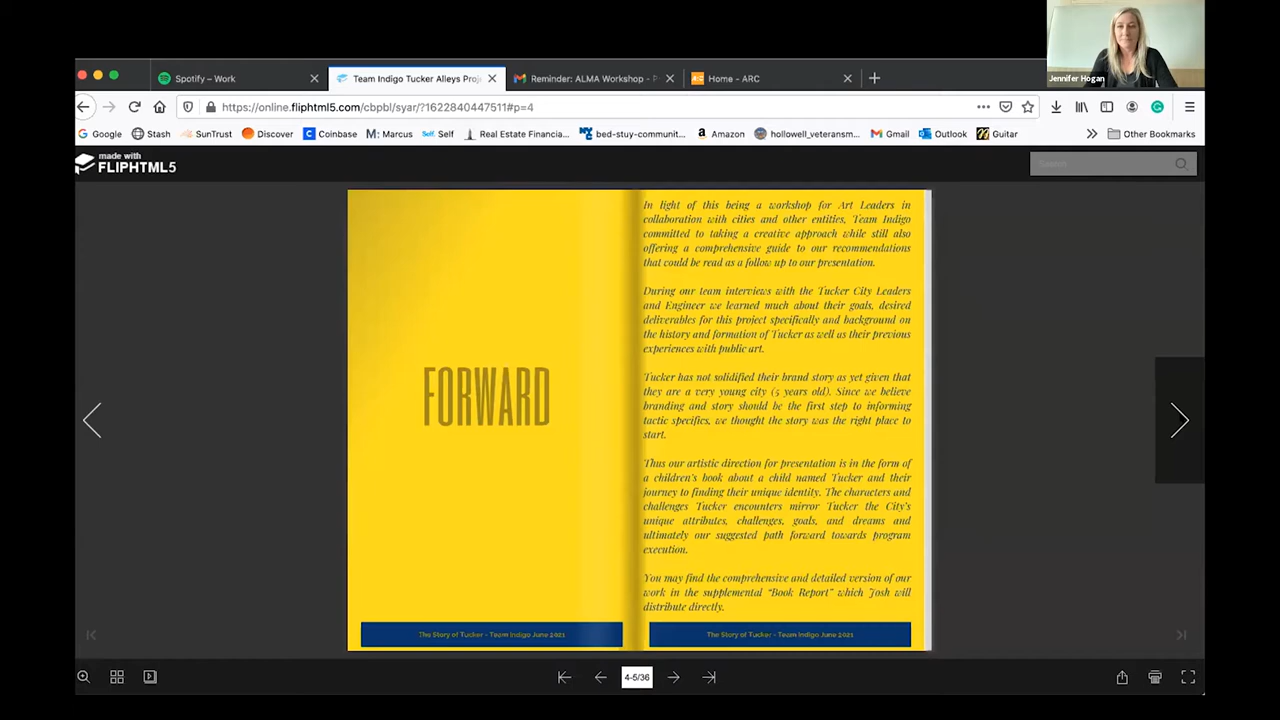 Jennifer Hogan
Spotify – Work
Team Indigo Tucker Alleys Proj
Reminder: ALMA Workshop - P
Home - ARC
https://online.fliphtml5.com/cbpbl/syar/?1622840447511#p=4
Google
Stash
SunTrust
Discover
Coinbase
Marcus
Self
Real Estate Financia...
bed-stuy-communit...
Amazon
hollowell_veteransm...
Gmail
Outlook
Guitar
Other Bookmarks
made with
FLIPHTML5
Search
FORWARD
The Story of Tucker - Team Indigo June 2021
In light of this being a workshop for Art Leaders in
collaboration with cities and other entities, Team Indigo
committed to taking a creative approach while still also
offering a comprehensive guide to our recommendations
that could be read as a follow up to our presentation.
During our team interviews with the Tucker City Leaders
and Engineer we learned much about their goals, desired
deliverables for this project specifically and background on
the history and formation of Tucker as well as their previous
experiences with public art.
Tucker has not solidified their brand story as yet given that
they are a very young city (5 years old). Since we believe
branding and story should be the first step to informing
tactic specifics, we thought the story was the right place to
start.
Thus our artistic direction for presentation is in the form of
a children's book about a child named Tucker and their
journey to finding their unique identity. The characters and
challenges Tucker encounters mirror Tucker the City's
unique attributes, challenges, goals, and dreams and
ultimately our suggested path forward towards program
execution.
You may find the comprehensive and detailed version of our
work in the supplemental "Book Report" which Josh will
distribute directly.
The Story of Tucker - Team Indigo June 2021
4-5/36